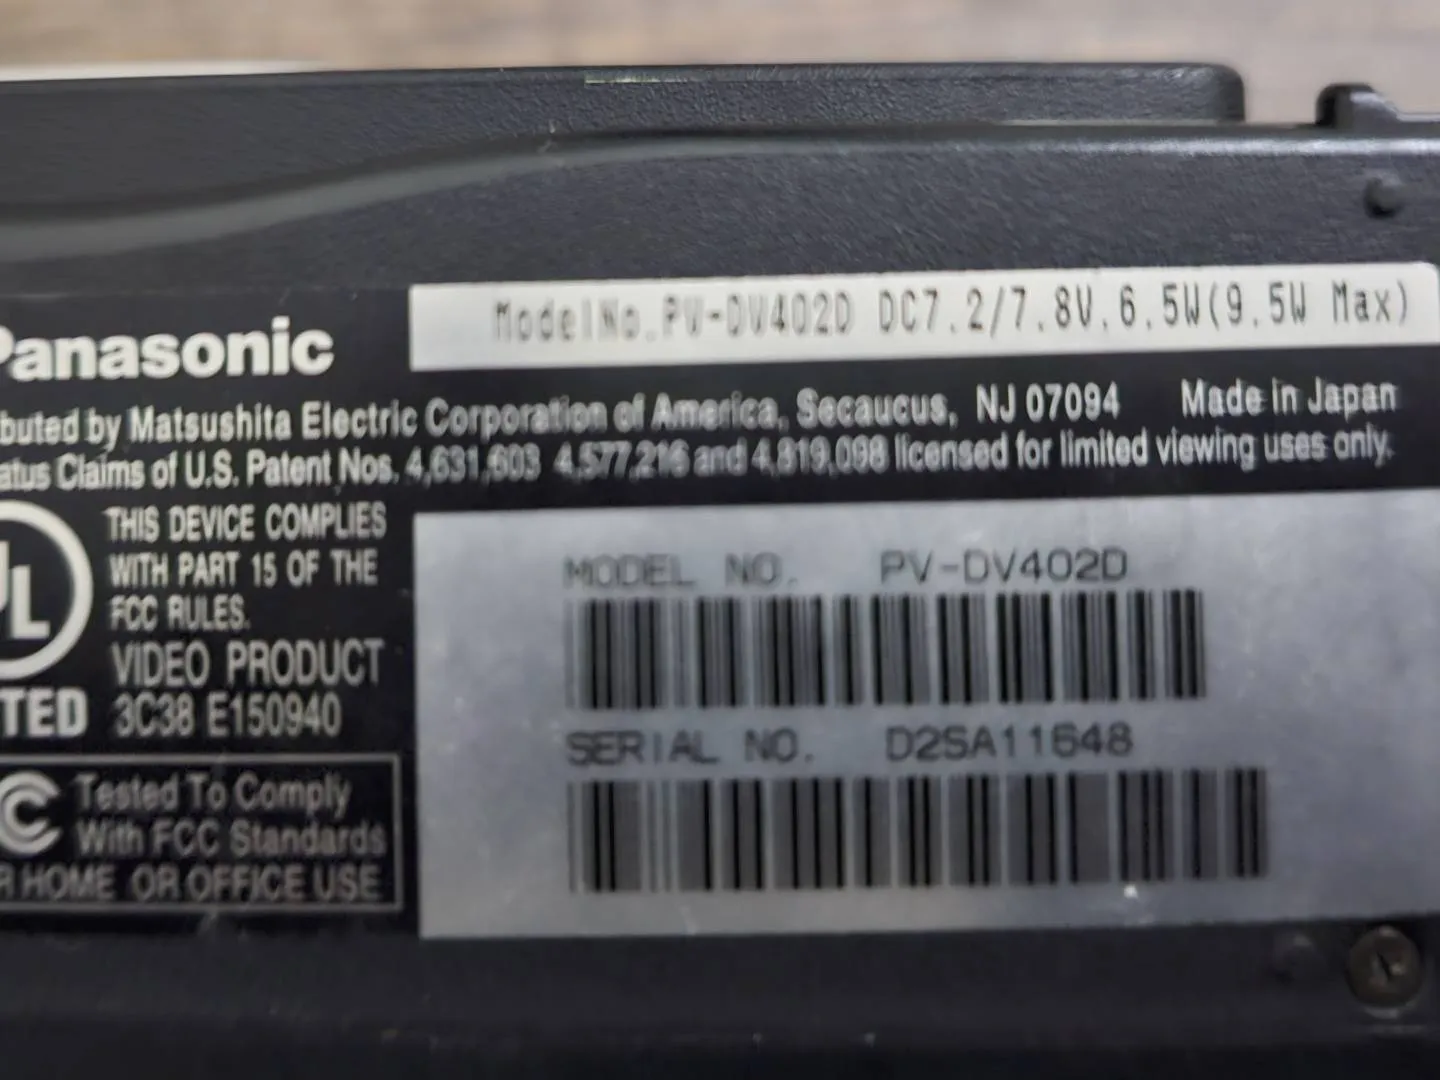 Panasonic
ModelNo.PV-DV402D DC7.2/7.8V.6.5W(9.5W Max)
buted by Matsushita Electric Corporation of America, Secaucus, NJ 07094 Made in Japan
atus Claims of U.S. Patent Nos. 4,631,603 4,577,216 and 4,819,098 licensed for limited viewing uses only.
UL
THIS DEVICE COMPLIES
WITH PART 15 OF THE
FCC RULES.
VIDEO PRODUCT
TED 3C38 E150940
MODEL NO. PV-DV402D
SERIAL NO. D2SA11648
C Tested To Comply
With FCC Standards
R HOME OR OFFICE USE